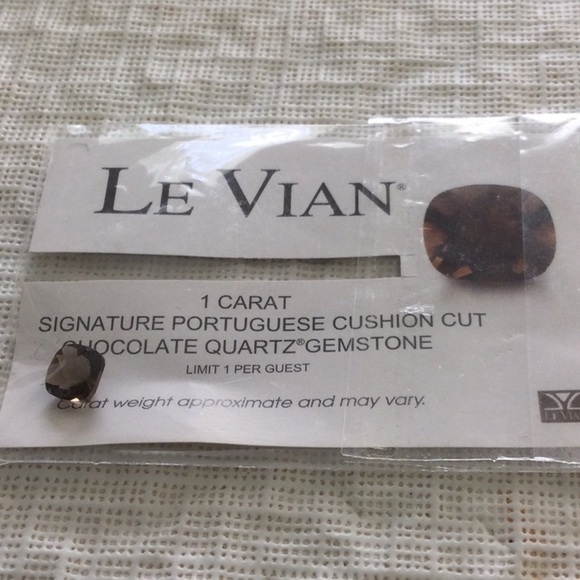 LE VIAN®
1 CARAT
SIGNATURE PORTUGUESE CUSHION CUT
CHOCOLATE QUARTZ® GEMSTONE
LIMIT 1 PER GUEST
Carat weight approximate and may vary.